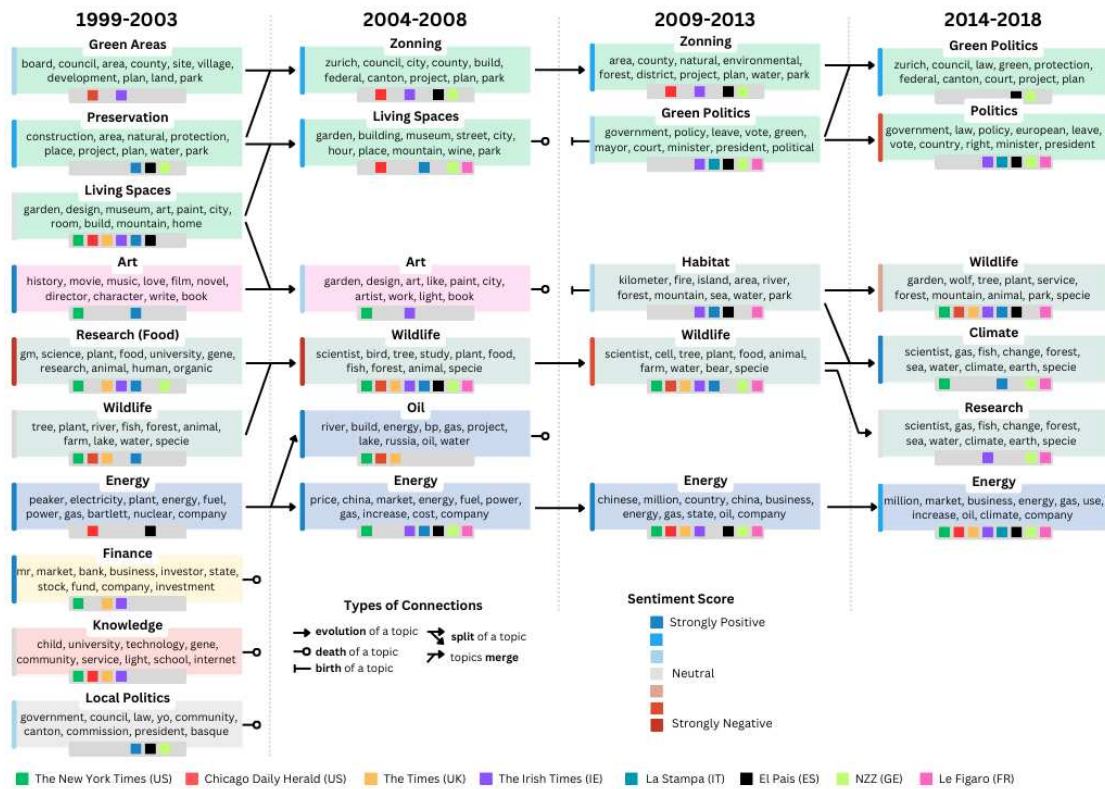 1999-2003
Green Areas
board, council, area, county, site, village,
development, plan, land, park
Preservation
construction, area, natural, protection,
place, project, plan, water, park
Living Spaces
garden, design, museum, art, paint, city,
room, build, mountain, home
Art
history, movie, music, love, film, novel,
director, character, write, book
Research (Food)
gm, science, plant, food, university, gene,
research, animal, human, organic
Wildlife
tree, plant, river, fish, forest, animal,
farm, lake, water, specie
Energy
peaker, electricity, plant, energy, fuel,
power, gas, bartlett, nuclear, company
Finance
mr, market, bank, business, investor, state,
stock, fund, company, investment
Knowledge
child, university, technology, gene,
community, service, light, school, internet
Local Politics
government, council, law, yo, community,
canton, commission, president, basque
2004-2008
Zonning
zurich, council, city, county, build,
federal, canton, project, plan, park
Living Spaces
garden, building, museum, street, city,
hour, place, mountain, wine, park
Art
garden, design, art, like, paint, city,
artist, work, light, book
Wildlife
scientist, bird, tree, study, plant, food,
fish, forest, animal, specie
Oil
river, build, energy, bp, gas, project,
lake, russia, oil, water
Energy
price, china, market, energy, fuel, power,
gas, increase, cost, company
2009-2013
Zonning
area, county, natural, environmental,
forest, district, project, plan, water, park
Green Politics
government, policy, leave, vote, green,
mayor, court, minister, president, political
Habitat
kilometer, fire, island, area, river,
forest, mountain, sea, water, park
Wildlife
scientist, cell, tree, plant, food, animal,
farm, water, bear, specie
Energy
chinese, million, country, china, business,
energy, gas, state, oil, company
2014-2018
Green Politics
zurich, council, law, green, protection,
federal, canton, court, project, plan
Politics
government, law, policy, european, leave,
vote, country, right, minister, president
Wildlife
garden, wolf, tree, plant, service,
forest, mountain, animal, park, specie
Climate
scientist, gas, fish, change, forest,
sea, water, climate, earth, specie
Research
scientist, gas, fish, change, forest,
sea, water, climate, earth, specie
Energy
million, market, business, energy, gas, use,
increase, oil, climate, company
Types of Connections
evolution of a topic
death of a topic
birth of a topic
split of a topic
topics merge
Sentiment Score
Strongly Positive
Neutral
Strongly Negative
The New York Times (US)
Chicago Daily Herald (US)
The Times (UK)
The Irish Times (IE)
La Stampa (IT)
El Pais (ES)
NZZ (GE)
Le Figaro (FR)